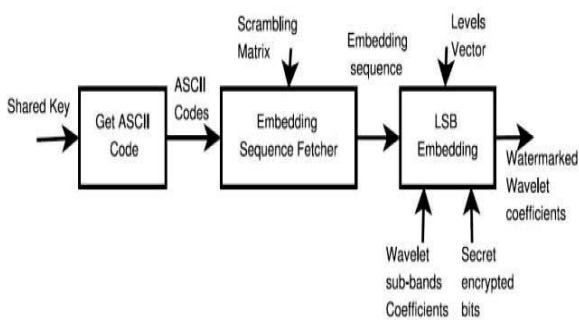 Shared Key
Get ASCII
Code
ASCII
Codes
Scrambling
Matrix
Embedding
Sequence Fetcher
Embedding
sequence
Levels
Vector
LSB
Embedding
Watermarked
Wavelet
coefficients
Wavelet
sub-bands
Coefficients
Secret
encrypted
bits